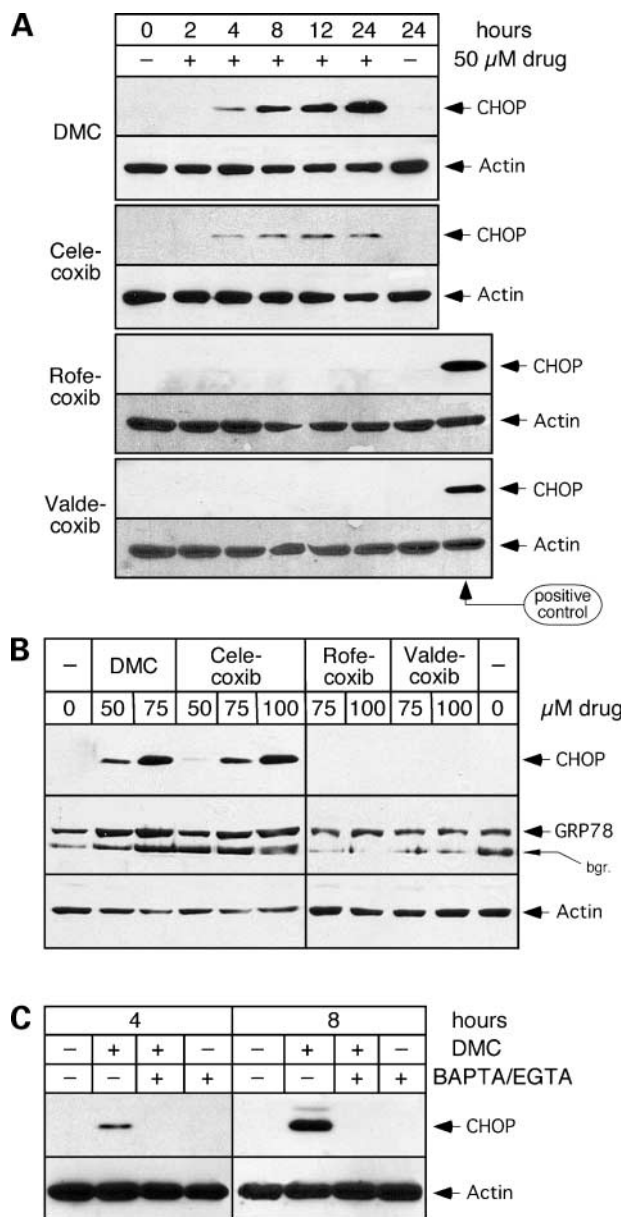 A
0 2 4 8 12 24 24 hours
– + + + + + – 50 µM drug
DMC
CHOP
Actin
Cele-
coxib
CHOP
Actin
Rofe-
coxib
CHOP
Actin
Valde-
coxib
CHOP
Actin
positive
control
B
– DMC Cele-
coxib Rofe-
coxib Valde-
coxib –
0 50 75 50 75 100 75 100 75 100 0 µM drug
CHOP
GRP78
bgr.
Actin
C
4 8 hours
– + + – – + + – DMC
– – + + – – + + BAPTA/EGTA
CHOP
Actin